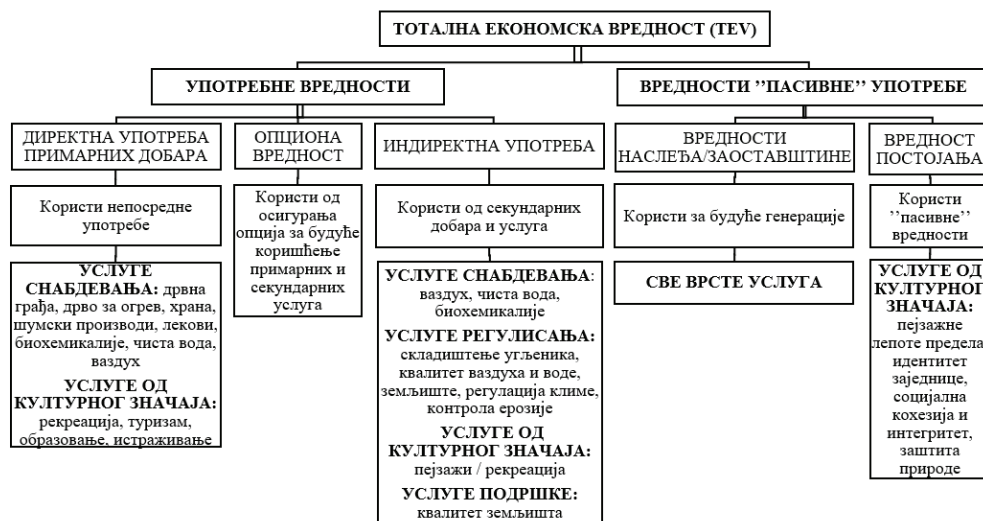 ТОТАЛНА ЕКОНОМСКА ВРЕДНОСТ (TEV)
УПОТРЕБНЕ ВРЕДНОСТИ
ВРЕДНОСТИ ’’ПАСИВНЕ’’ УПОТРЕБЕ
ДИРЕКТНА УПОТРЕБА
ПРИМАРНИХ ДОБАРА
ОПЦИОНА
ВРЕДНОСТ
ИНДИРЕКТНА УПОТРЕБА
ВРЕДНОСТИ
НАСЛЕЂА/ЗАОСТАВШТИНЕ
ВРЕДНОСТ
ПОСТОЈАЊА
Користи непосредне
употребе
Користи од
осигурања
опција за будуће
коришћење
примарних и
секундарних
услуга
Користи од секундарних
добара и услуга
Користи за будуће генерације
Користи
’’пасивне’’
вредности
УСЛУГЕ
СНАБДЕВАЊА: дрвна
грађа, дрво за огрев, храна,
шумски производи, лекови,
биохемикалије, чиста вода,
ваздух
УСЛУГЕ ОД
КУЛТУРНОГ ЗНАЧАЈА:
рекреација, туризам,
образовање, истраживање
УСЛУГЕ СНАБДЕВАЊА:
ваздух, чиста вода,
биохемикалије
УСЛУГЕ РЕГУЛИСАЊА:
складиштење угљеника,
квалитет ваздуха и воде,
земљиште, регулација климе,
контрола ерозије
УСЛУГЕ ОД
КУЛТУРНОГ ЗНАЧАЈА:
пејзажи / рекреација
УСЛУГЕ ПОДРШКЕ:
квалитет земљишта
СВЕ ВРСТЕ УСЛУГА
УСЛУГЕ ОД
КУЛТУРНОГ
ЗНАЧАЈА:
пејзажне
лепоте предела,
идентитет
заједнице,
социјална
кохезија и
интегритет,
заштита
природе